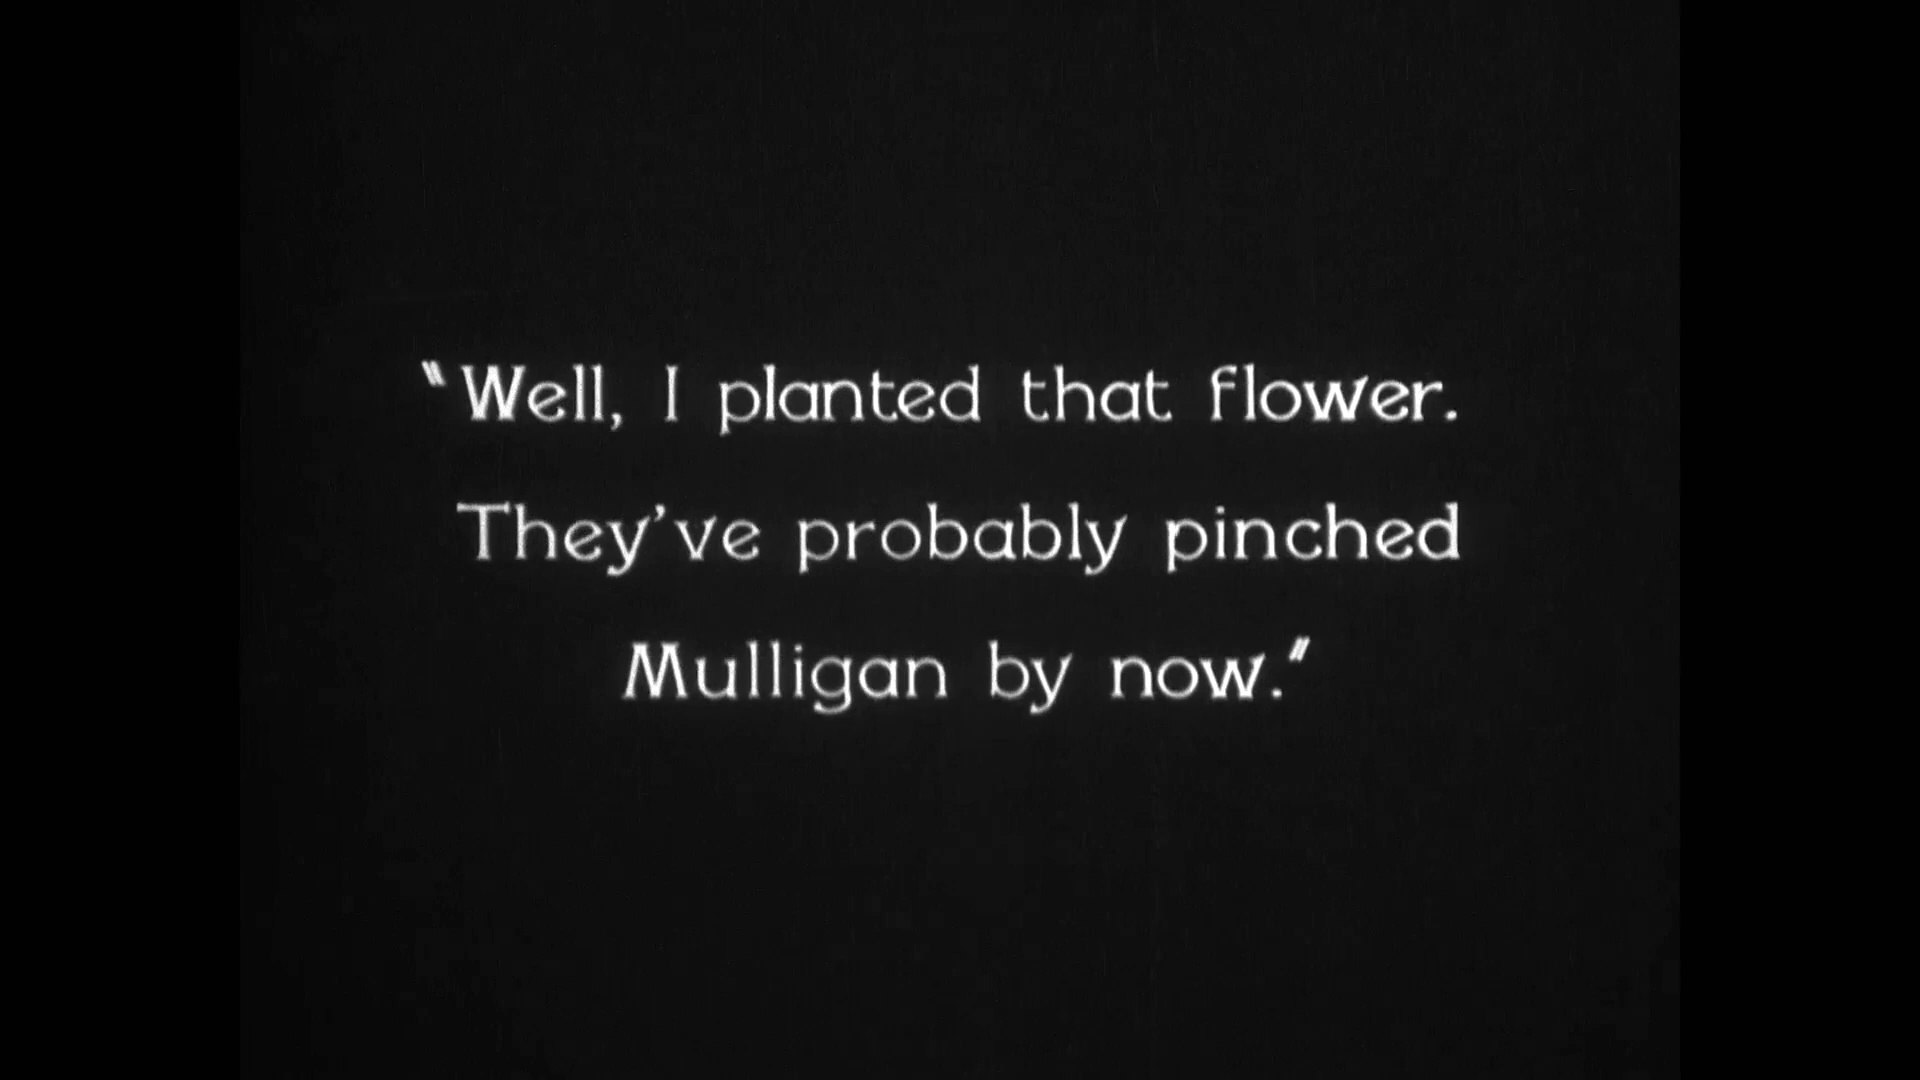 "Well, I planted that flower.
They've probably pinched
Mulligan by now."